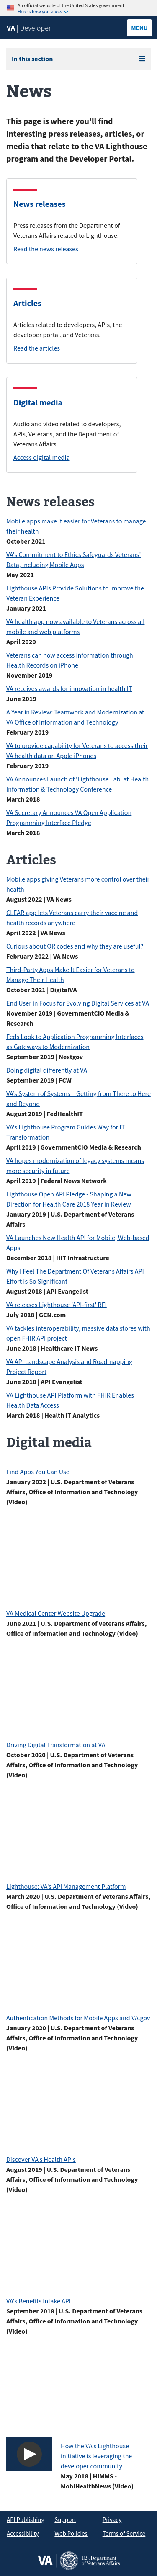 An official website of the United States government
Here's how you know
VA | Developer
MENU
In this section
News
This page is where you'll find
interesting press releases, articles, or
media that relate to the VA Lighthouse
program and the Developer Portal.
News releases
Press releases from the Department of
Veterans Affairs related to Lighthouse.
Read the news releases
Articles
Articles related to developers, APIs, the
developer portal, and Veterans.
Read the articles
Digital media
Audio and video related to developers,
APIs, Veterans, and the Department of
Veterans Affairs.
Access digital media
News releases
Mobile apps make it easier for Veterans to manage
their health
October 2021
VA's Commitment to Ethics Safeguards Veterans'
Data, Including Mobile Apps
May 2021
Lighthouse APIs Provide Solutions to Improve the
Veteran Experience
January 2021
VA health app now available to Veterans across all
mobile and web platforms
April 2020
Veterans can now access information through
Health Records on iPhone
November 2019
VA receives awards for innovation in health IT
June 2019
A Year in Review: Teamwork and Modernization at
VA Office of Information and Technology
February 2019
VA to provide capability for Veterans to access their
VA health data on Apple iPhones
February 2019
VA Announces Launch of 'Lighthouse Lab' at Health
Information & Technology Conference
March 2018
VA Secretary Announces VA Open Application
Programming Interface Pledge
March 2018
Articles
Mobile apps giving Veterans more control over their
health
August 2022 | VA News
CLEAR app lets Veterans carry their vaccine and
health records anywhere
April 2022 | VA News
Curious about QR codes and why they are useful?
February 2022 | VA News
Third-Party Apps Make It Easier for Veterans to
Manage Their Health
October 2021 | DigitalVA
End User in Focus for Evolving Digital Services at VA
November 2019 | GovernmentCIO Media &
Research
Feds Look to Application Programming Interfaces
as Gateways to Modernization
September 2019 | Nextgov
Doing digital differently at VA
September 2019 | FCW
VA's System of Systems – Getting from There to Here
and Beyond
August 2019 | FedHealthIT
VA's Lighthouse Program Guides Way for IT
Transformation
April 2019 | GovernmentCIO Media & Research
VA hopes modernization of legacy systems means
more security in future
April 2019 | Federal News Network
Lighthouse Open API Pledge - Shaping a New
Direction for Health Care 2018 Year in Review
January 2019 | U.S. Department of Veterans
Affairs
VA Launches New Health API for Mobile, Web-based
Apps
December 2018 | HIT Infrastructure
Why I Feel The Department Of Veterans Affairs API
Effort Is So Significant
August 2018 | API Evangelist
VA releases Lighthouse 'API-first' RFI
July 2018 | GCN.com
VA tackles interoperability, massive data stores with
open FHIR API project
June 2018 | Healthcare IT News
VA API Landscape Analysis and Roadmapping
Project Report
June 2018 | API Evangelist
VA Lighthouse API Platform with FHIR Enables
Health Data Access
March 2018 | Health IT Analytics
Digital media
Find Apps You Can Use
January 2022 | U.S. Department of Veterans
Affairs, Office of Information and Technology
(Video)
VA Medical Center Website Upgrade
June 2021 | U.S. Department of Veterans Affairs,
Office of Information and Technology (Video)
Driving Digital Transformation at VA
October 2020 | U.S. Department of Veterans
Affairs, Office of Information and Technology
(Video)
Lighthouse: VA's API Management Platform
March 2020 | U.S. Department of Veterans Affairs,
Office of Information and Technology (Video)
Authentication Methods for Mobile Apps and VA.gov
January 2020 | U.S. Department of Veterans
Affairs, Office of Information and Technology
(Video)
Discover VA's Health APIs
August 2019 | U.S. Department of Veterans
Affairs, Office of Information and Technology
(Video)
VA's Benefits Intake API
September 2018 | U.S. Department of Veterans
Affairs, Office of Information and Technology
(Video)
How the VA's Lighthouse
initiative is leveraging the
developer community
May 2018 | HIMMS -
MobiHealthNews (Video)
API Publishing
Support
Privacy
Accessibility
Web Policies
Terms of Service
VA
U.S. Department
of Veterans Affairs